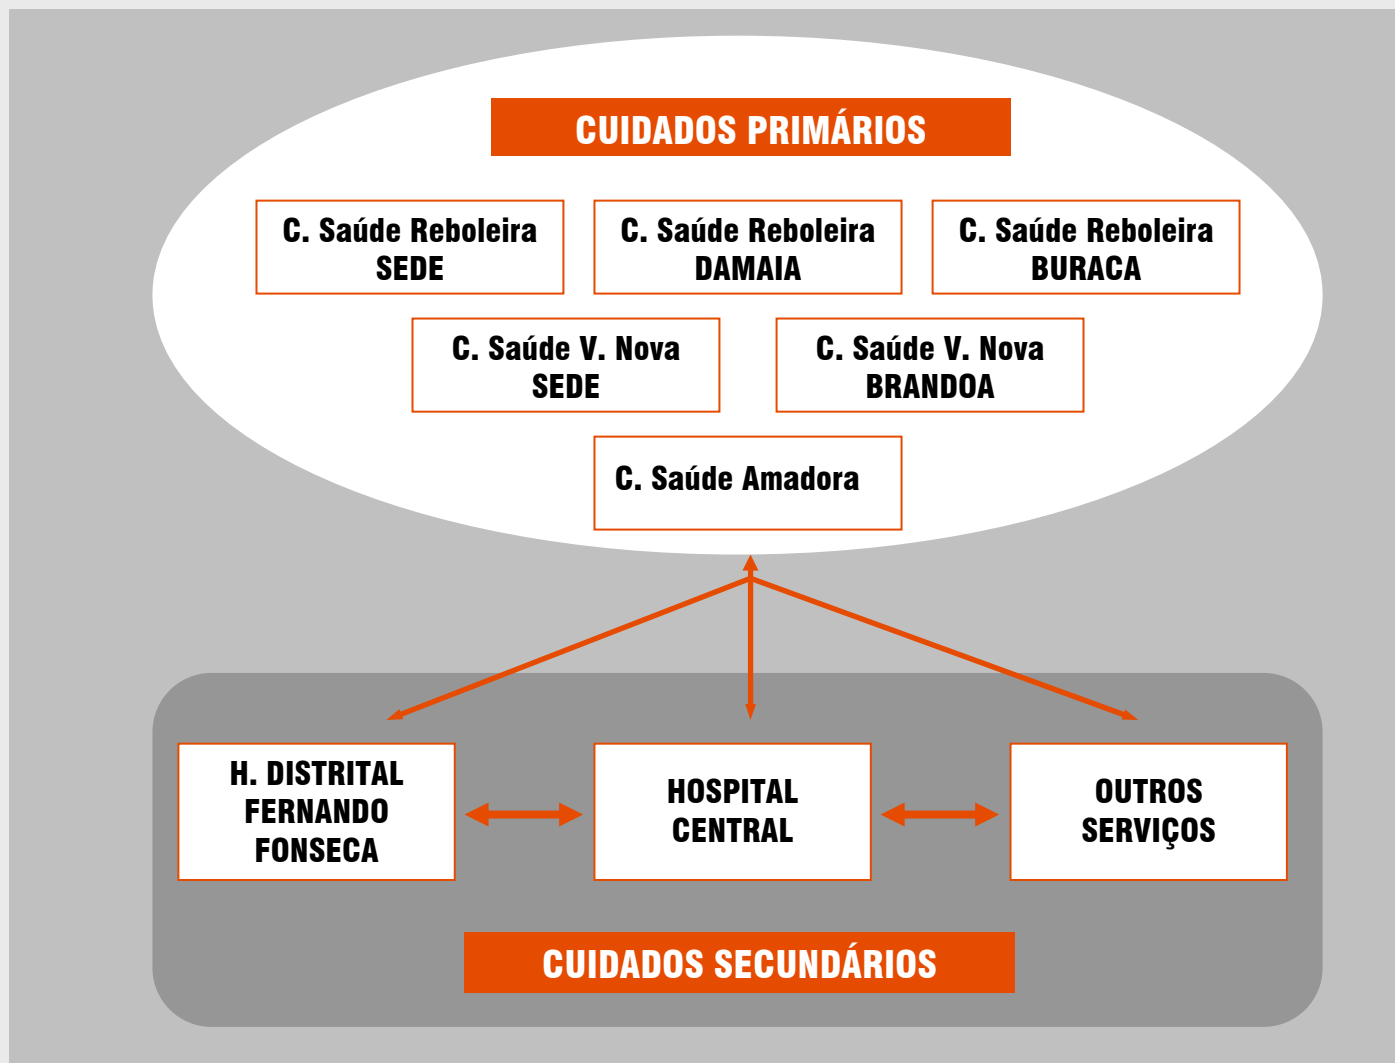 CUIDADOS PRIMÁRIOS
C. Saúde Reboleira
SEDE
C. Saúde Reboleira
DAMAIA
C. Saúde Reboleira
BURACA
C. Saúde V. Nova
SEDE
C. Saúde V. Nova
BRANDOA
C. Saúde Amadora
H. DISTRITAL
FERNANDO
FONSECA
HOSPITAL
CENTRAL
OUTROS
SERVIÇOS
CUIDADOS SECUNDÁRIOS